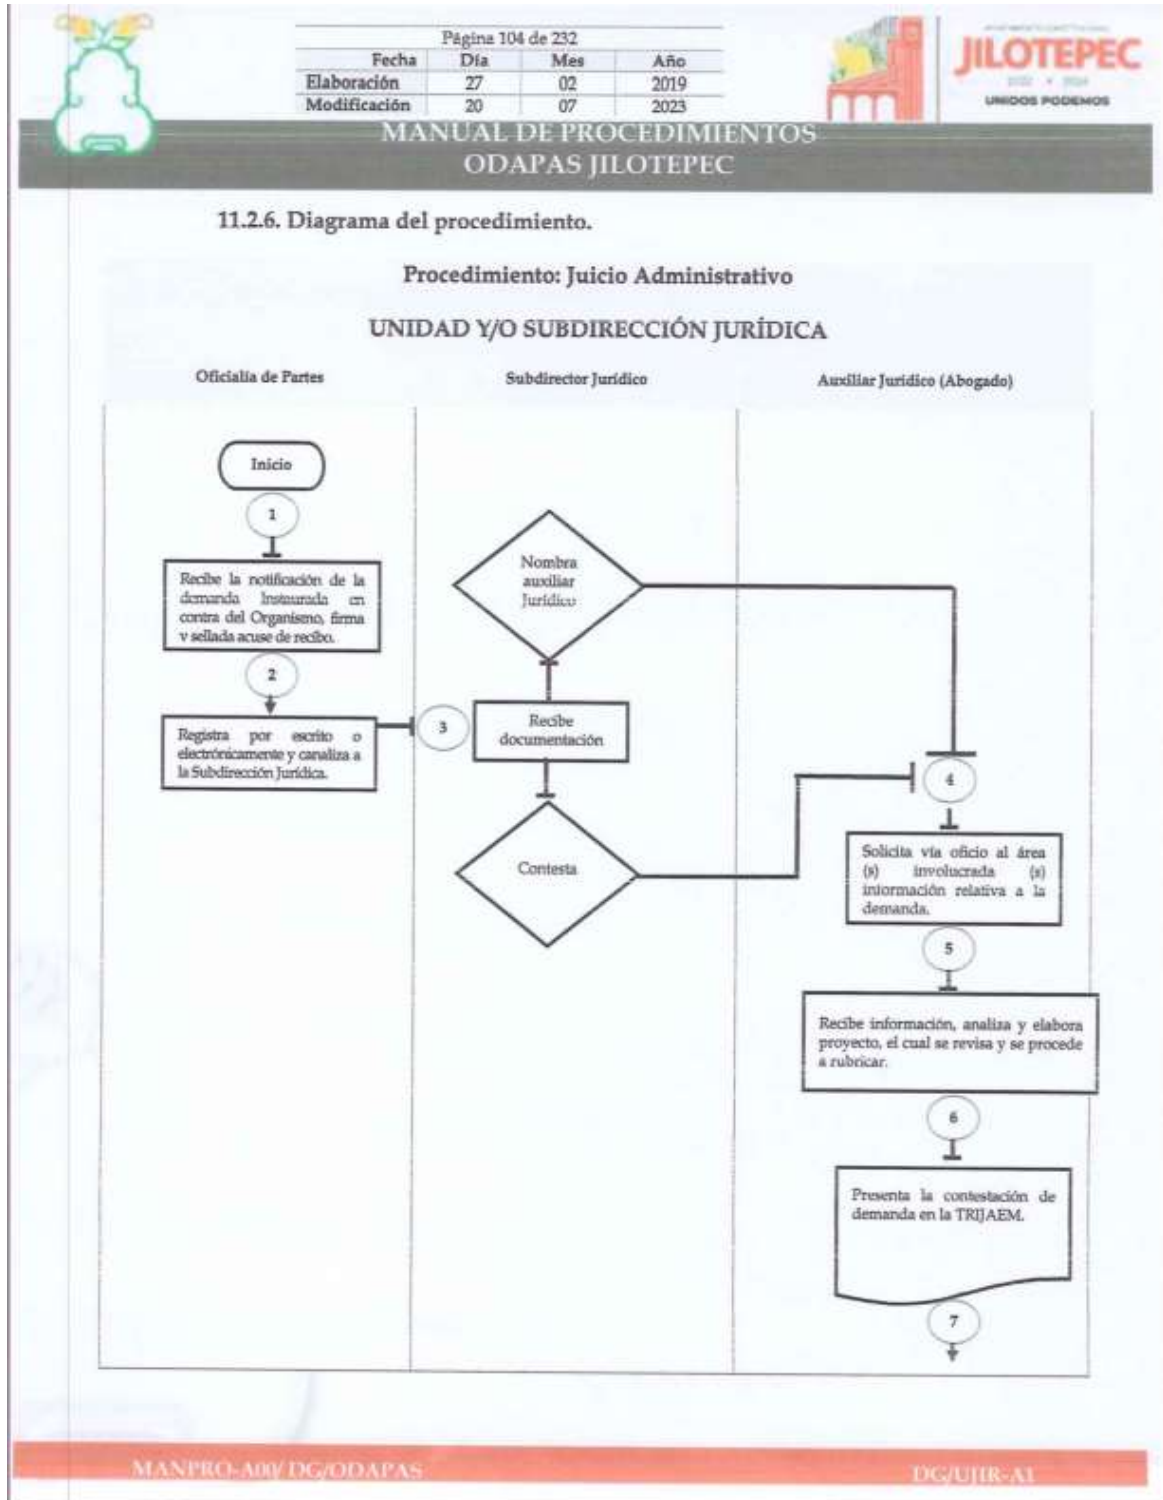 Página 104 de 232
Fecha Día Mes Año
Elaboración 27 02 2019
Modificación 20 07 2023
JILOTEPEC
UNIDOS PODEMOS
MANUAL DE PROCEDIMIENTOS
ODAPAS JILOTEPEC
11.2.6. Diagrama del procedimiento.
Procedimiento: Juicio Administrativo
UNIDAD Y/O SUBDIRECCIÓN JURÍDICA
Oficialía de Partes
Subdirector Jurídico
Auxiliar Jurídico (Abogado)
Inicio
1
Recibe la notificación de la
demanda Instaurada en
contra del Organismo, firma
y sellada acuse de recibo.
2
Registra por escrito o
electrónicamente y canaliza a
la Subdirección Jurídica.
3
Nombra
auxiliar
Jurídico
Recibe
documentación
Contesta
4
Solicita vía oficio al área
(s) involucrada (s)
información relativa a la
demanda.
5
Recibe información, analiza y elabora
proyecto, el cual se revisa y se procede
a rubricar.
6
Presenta la contestación de
demanda en la TRIJAEM.
7
MANPRO-A00/ DG/ODAPAS
DG/UJIR-A1